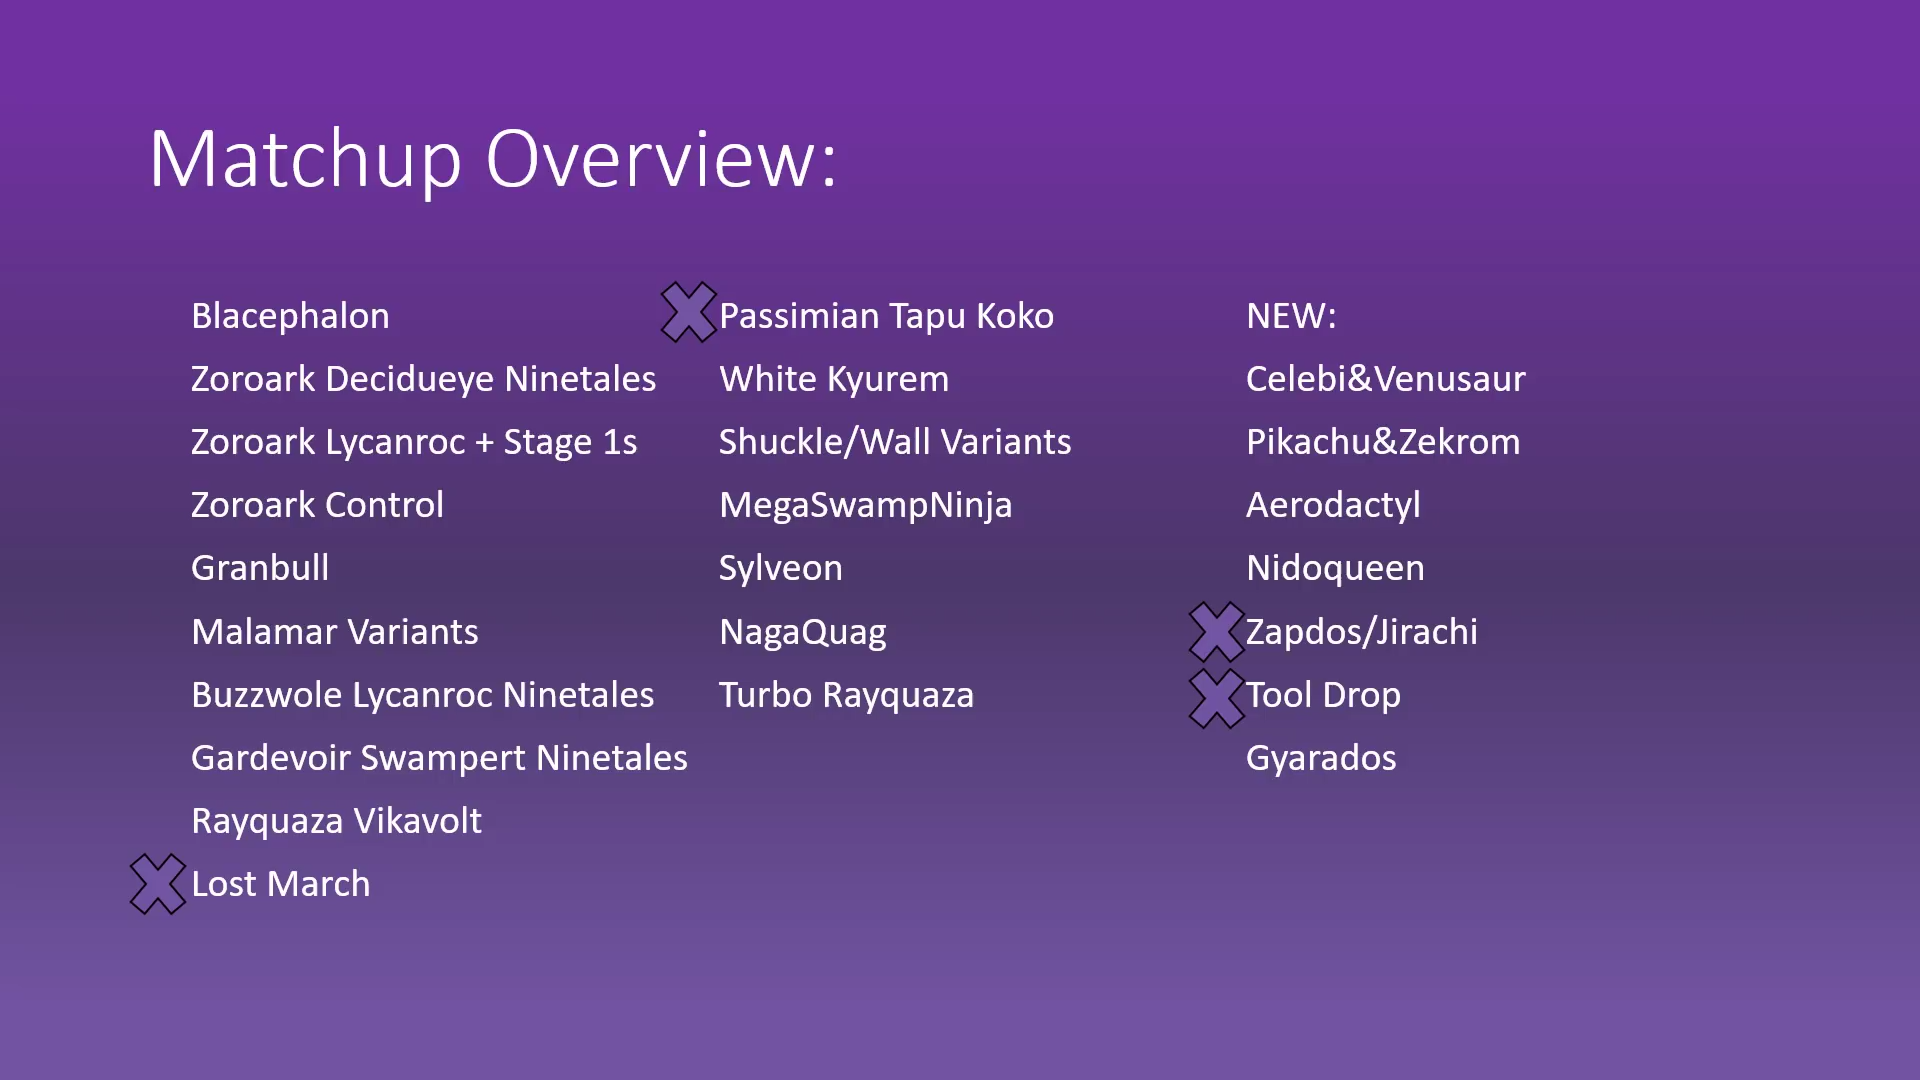 Matchup Overview:
Blacephalon
Zoroark Decidueye Ninetales
Zoroark Lycanroc + Stage 1s
Zoroark Control
Granbull
Malamar Variants
Buzzwole Lycanroc Ninetales
Gardevoir Swampert Ninetales
Rayquaza Vikavolt
Lost March
Passimian Tapu Koko
White Kyurem
Shuckle/Wall Variants
MegaSwampNinja
Sylveon
NagaQuag
Turbo Rayquaza
NEW:
Celebi&Venusaur
Pikachu&Zekrom
Aerodactyl
Nidoqueen
Zapdos/Jirachi
Tool Drop
Gyarados